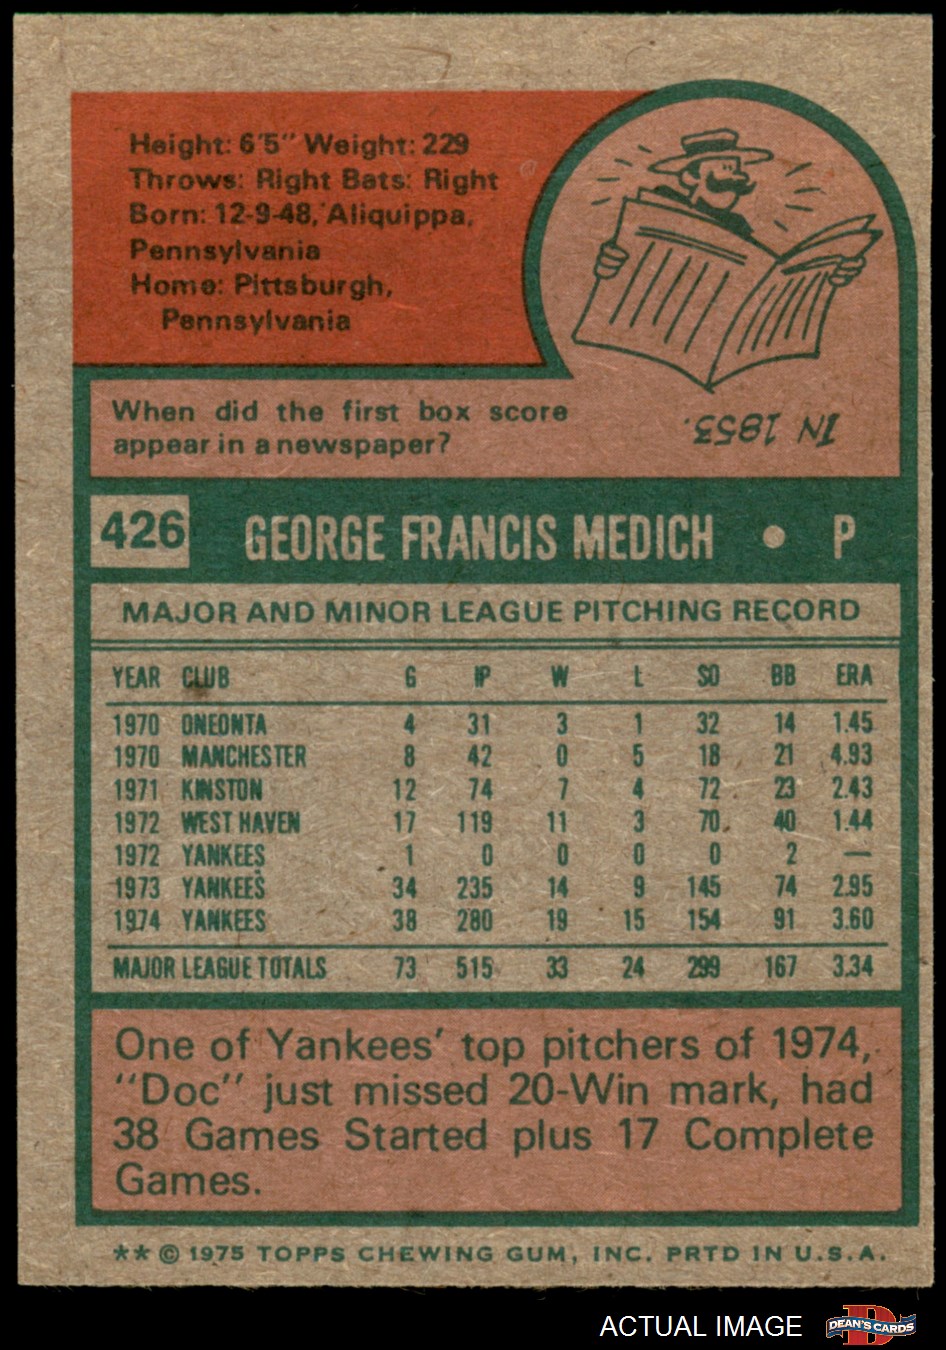 Height: 6'5" Weight: 229
Throws: Right Bats: Right
Born: 12-9-48, Aliquippa,
Pennsylvania
Home: Pittsburgh,
Pennsylvania
When did the first box score
appear in a newspaper?
IN 1853.
426 GEORGE FRANCIS MEDICH • P
MAJOR AND MINOR LEAGUE PITCHING RECORD
YEAR CLUB G IP W L SO BB ERA
1970 ONEONTA 4 31 3 1 32 14 1.45
1970 MANCHESTER 8 42 0 5 18 21 4.93
1971 KINSTON 12 74 7 4 72 23 2.43
1972 WEST HAVEN 17 119 11 3 70 40 1.44
1972 YANKEES 1 0 0 0 0 2 —
1973 YANKEES 34 235 14 9 145 74 2.95
1974 YANKEES 38 280 19 15 154 91 3.60
MAJOR LEAGUE TOTALS 73 515 33 24 299 167 3.34
One of Yankees' top pitchers of 1974,
"Doc" just missed 20-Win mark, had
38 Games Started plus 17 Complete
Games.
** © 1975 TOPPS CHEWING GUM, INC. PRTD IN U.S.A.
ACTUAL IMAGE
D
DEAN'S CARDS